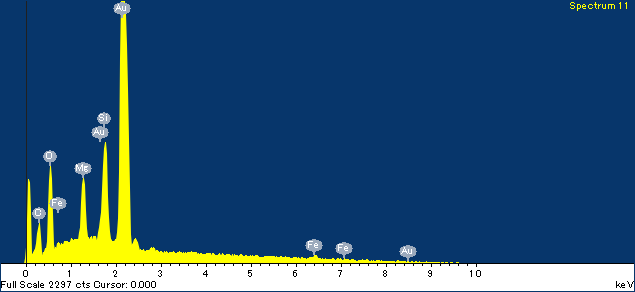 Spectrum 11
Au
Si
Au
O
Mg
Fe
Fe
Fe
Au
0 1 2 3 4 5 6 7 8 9 10
Full Scale 2297 cts Cursor: 0.000 keV